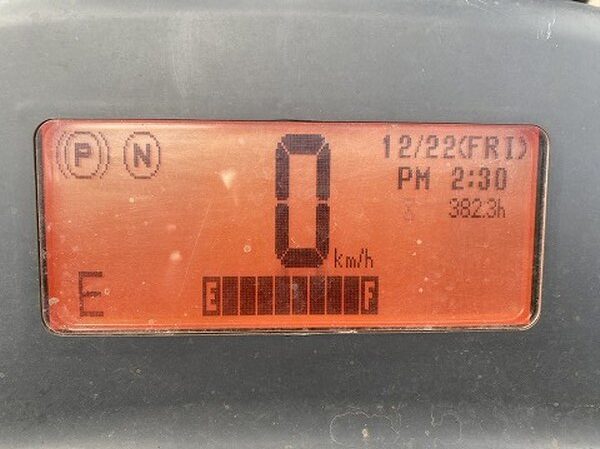 P N
0 km/h
12/22(FRI)
PM 2:30
382.3h
E
E F